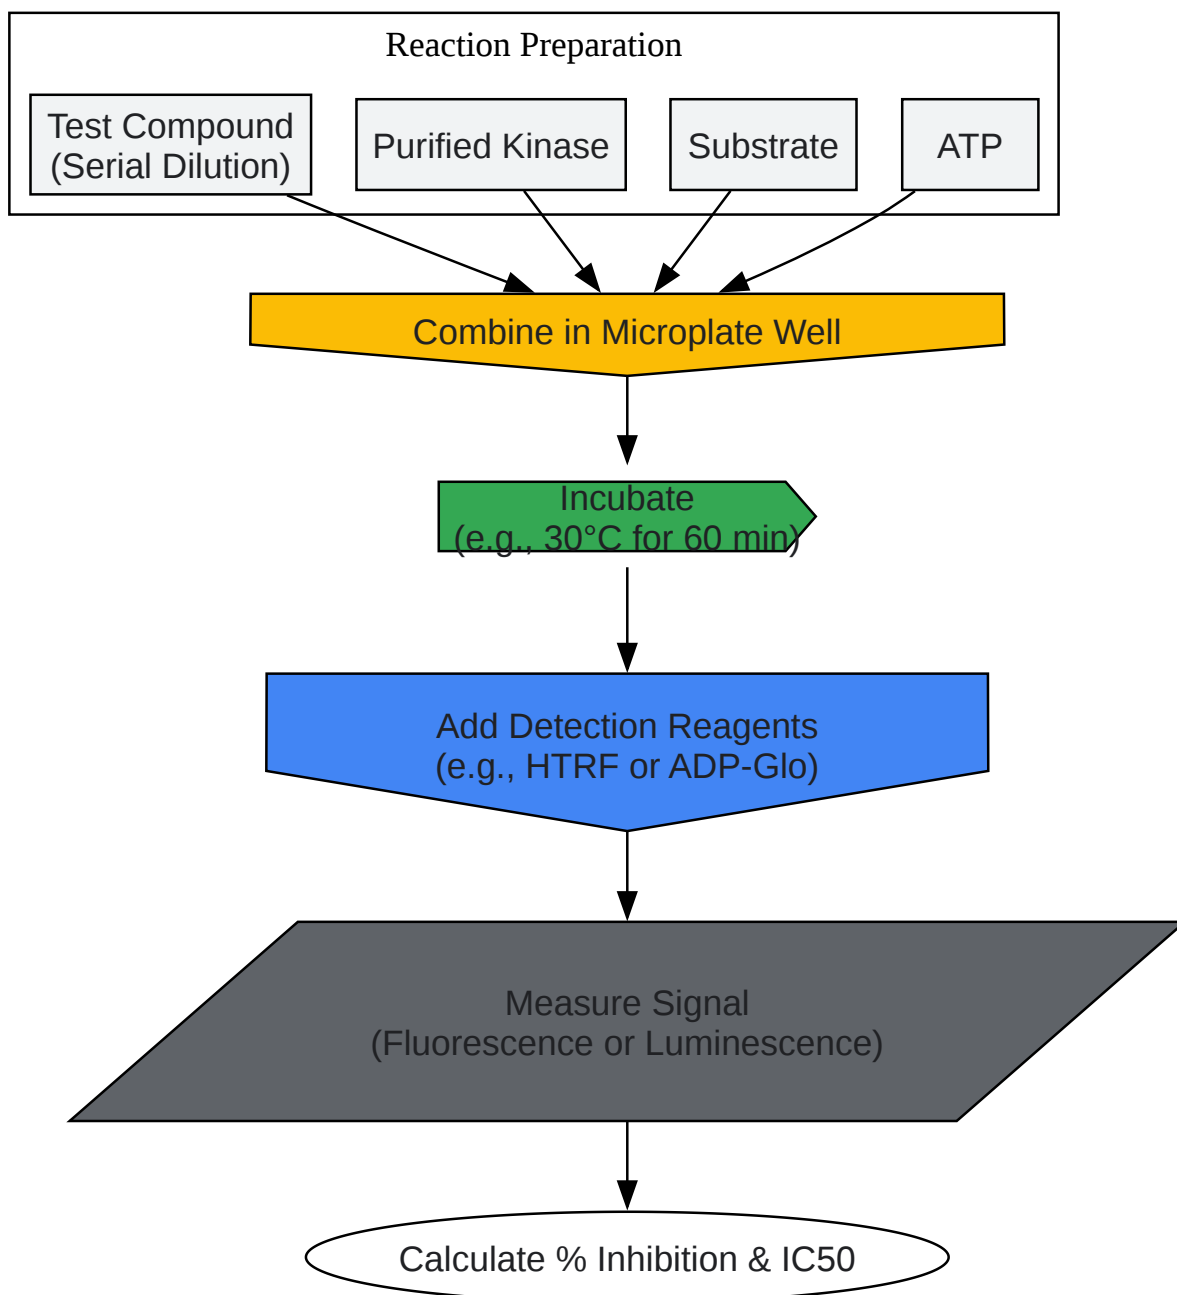 Reaction Preparation
Test Compound
(Serial Dilution)
Purified Kinase
Substrate
ATP
Combine in Microplate Well
Incubate
(e.g., 30°C for 60 min)
Add Detection Reagents
(e.g., HTRF or ADP-Glo)
Measure Signal
(Fluorescence or Luminescence)
Calculate % Inhibition & IC50